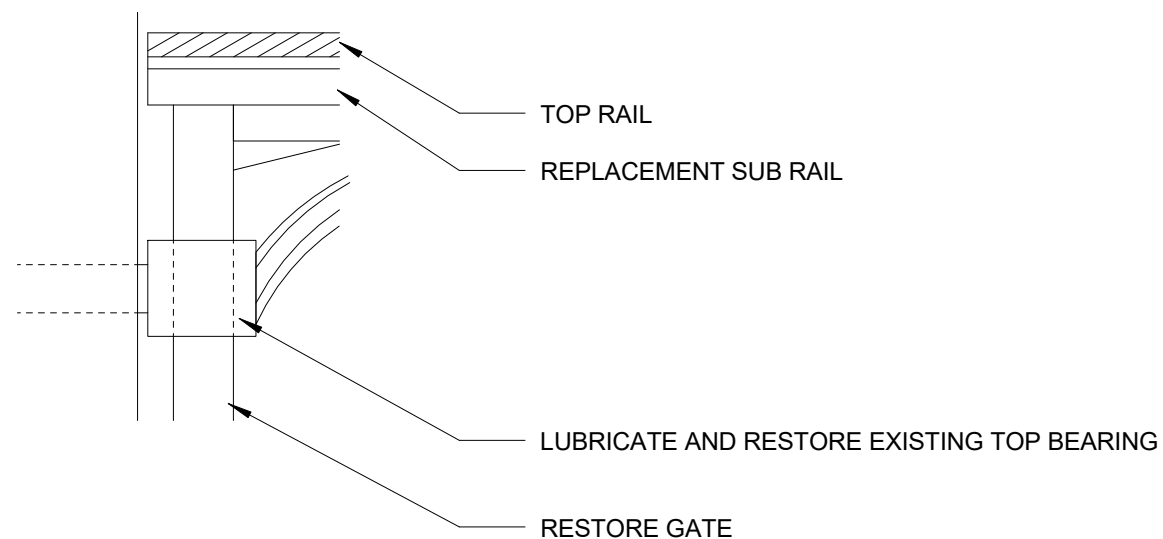 TOP RAIL
REPLACEMENT SUB RAIL
LUBRICATE AND RESTORE EXISTING TOP BEARING
RESTORE GATE